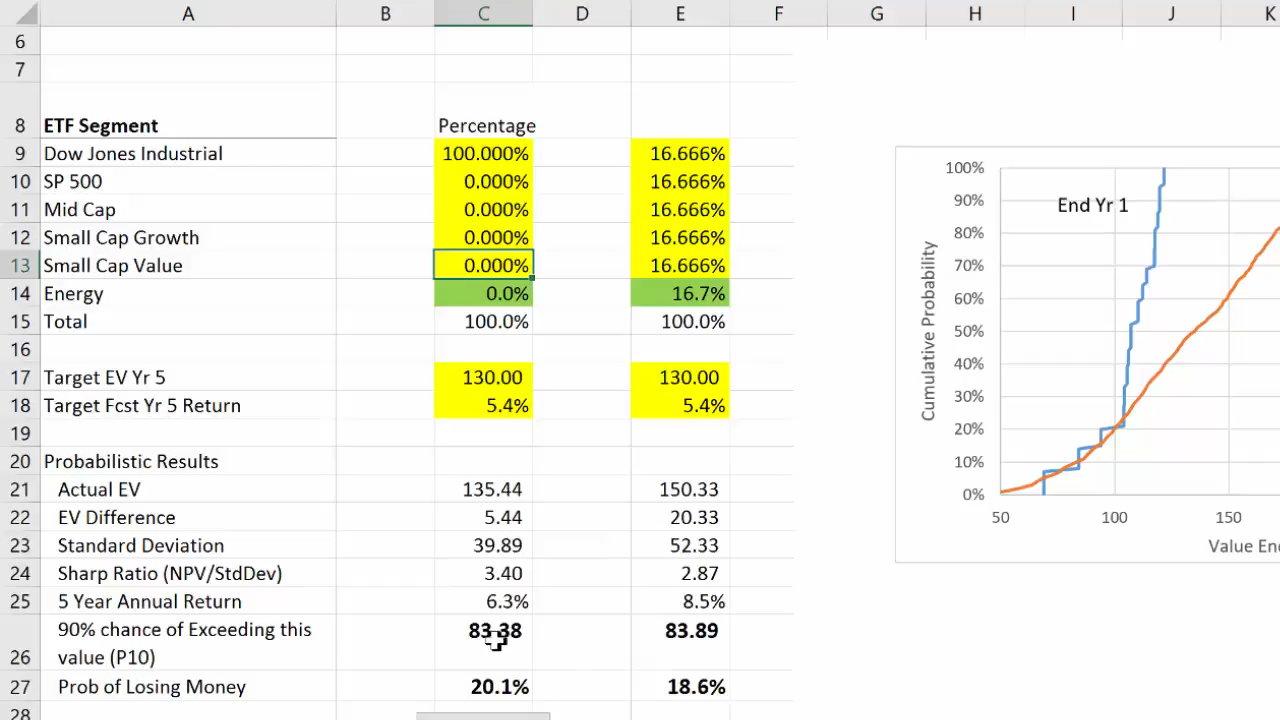 A B C D E F G H I J K
6
7
8 ETF Segment Percentage
9 Dow Jones Industrial 100.000% 16.666%
10 SP 500 0.000% 16.666%
11 Mid Cap 0.000% 16.666%
12 Small Cap Growth 0.000% 16.666%
13 Small Cap Value 0.000% 16.666%
14 Energy 0.0% 16.7%
15 Total 100.0% 100.0%
16
17 Target EV Yr 5 130.00 130.00
18 Target Fcst Yr 5 Return 5.4% 5.4%
19
20 Probabilistic Results
21 Actual EV 135.44 150.33
22 EV Difference 5.44 20.33
23 Standard Deviation 39.89 52.33
24 Sharp Ratio (NPV/StdDev) 3.40 2.87
25 5 Year Annual Return 6.3% 8.5%
90% chance of Exceeding this 83.38 83.89
26 value (P10)
27 Prob of Losing Money 20.1% 18.6%
28
100%
90%
80%
70%
60%
50%
40%
30%
20%
10%
0%
Cumulative Probability
End Yr 1
50 100 150
Value End